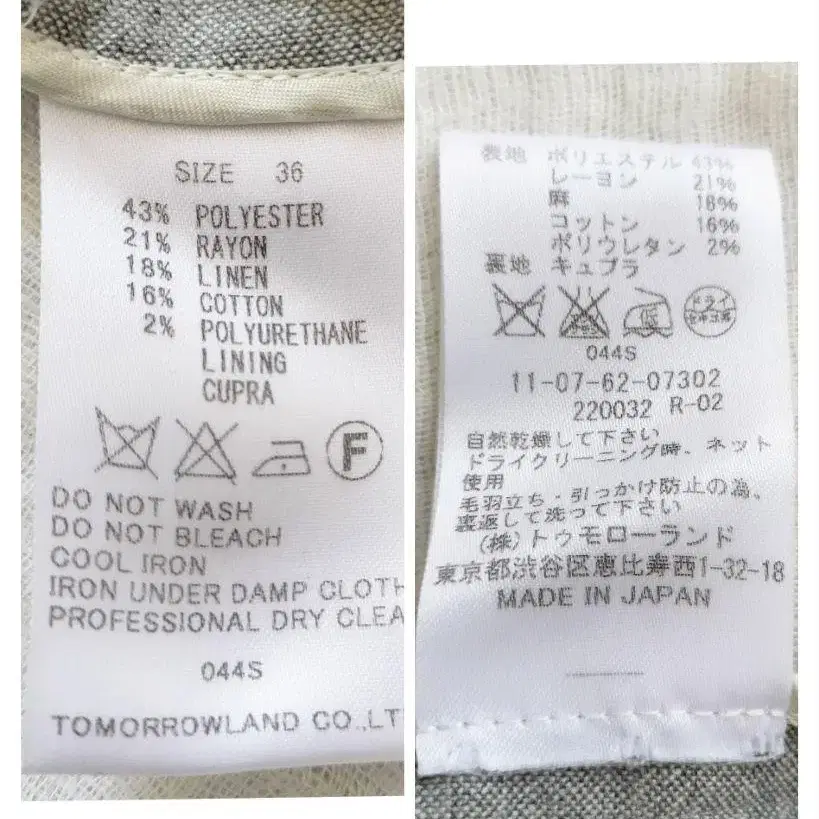 SIZE 36
43% POLYESTER
21% RAYON
18% LINEN
16% COTTON
2% POLYURETHANE
LINING
CUPRA
F
DO NOT WASH
DO NOT BLEACH
COOL IRON
IRON UNDER DAMP CLOTH
PROFESSIONAL DRY CLEA
044S
TOMORROWLAND CO.,LT
表地 ポリエステル 43%
レーヨン 21%
麻 18%
コットン 16%
ポリウレタン 2%
裏地 キュプラ
ドライ
044S
11-07-62-07302
220032 R-02
自然乾燥して下さい
ドライクリーニング時、ネット
使用
毛羽立ち・引っかけ防止の為、
裏返して洗って下さい
(株)トゥモローランド
東京都渋谷区恵比寿西1-32-18
MADE IN JAPAN